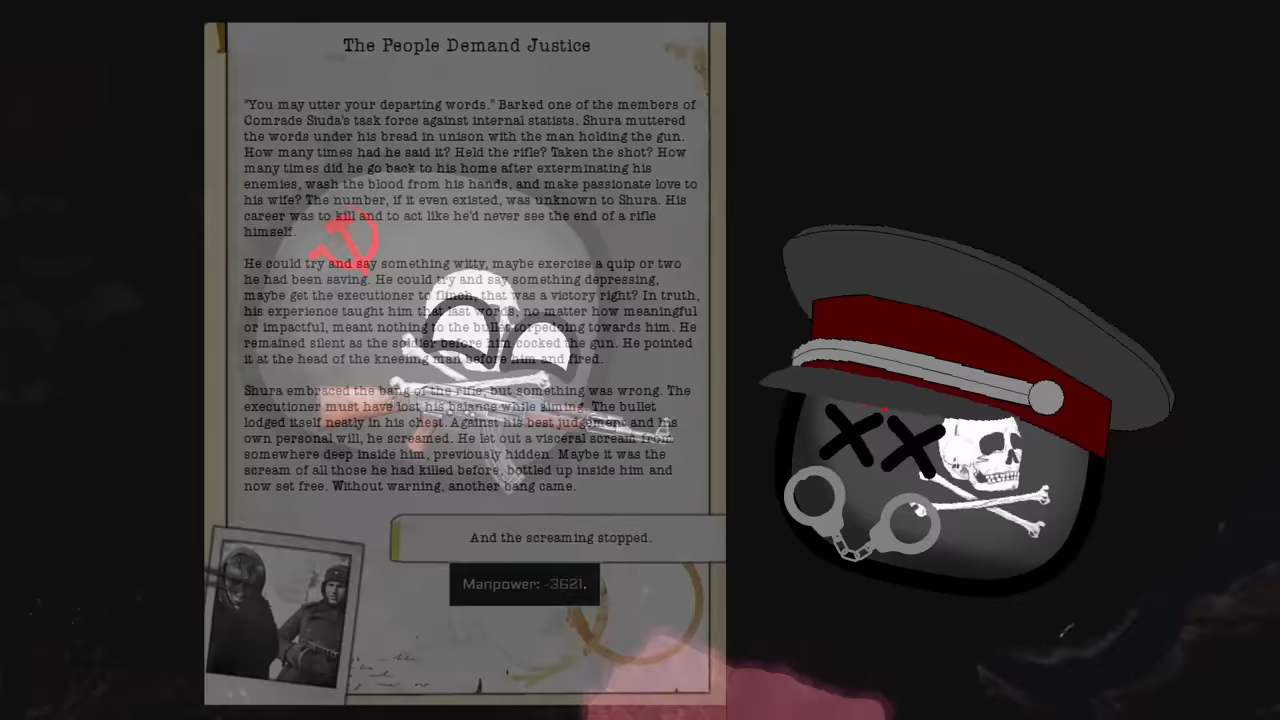 The People Demand Justice
"You may utter your departing words." Barked one of the members of
Comrade Siuda's task force against internal statists. Shura muttered
the words under his bread in unison with the man holding the gun.
How many times had he said it? Held the rifle? Taken the shot? How
many times did he go back to his home after exterminating his
enemies, wash the blood from his hands, and make passionate love to
his wife? The number, if it even existed, was unknown to Shura. His
career was to kill and to act like he'd never see the end of a rifle
himself.
He could try and say something witty, maybe exercise a quip or two
he had been saving. He could try and say something depressing,
maybe get the executioner to flinch, that was a victory right? In truth,
his experience taught him that last words, no matter how meaningful
or impactful, meant nothing to the bullet torpedoing towards him. He
remained silent as the soldier before him cocked the gun. He pointed
it at the head of the kneeling man before him and fired.
Shura embraced the bang of the rifle, but something was wrong. The
executioner must have lost his balance while aiming. The bullet
lodged itself neatly in his chest. Against his best judgement and his
own personal will, he screamed. He let out a visceral scream from
somewhere deep inside him, previously hidden. Maybe it was the
scream of all those he had killed before, bottled up inside him and
now set free. Without warning, another bang came.
And the screaming stopped.
Manpower: -3621.